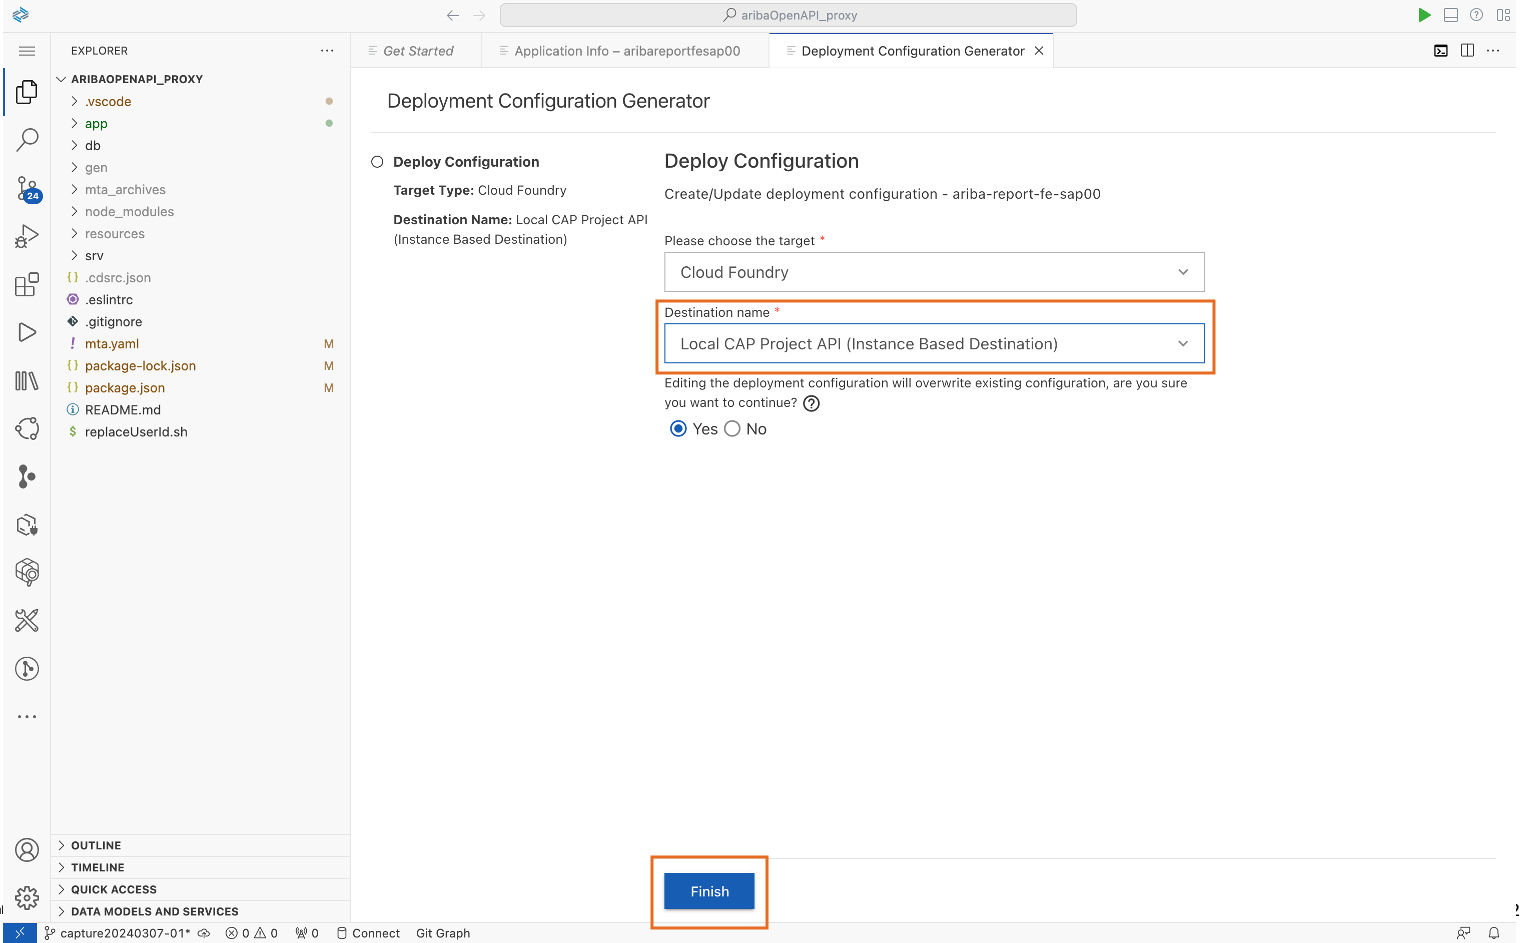 aribaOpenAPI_proxy
EXPLORER
Get Started
Application Info – aribareportfesap00
Deployment Configuration Generator
ARIBAOPENAPI_PROXY
.vscode
app
db
gen
mta_archives
node_modules
resources
srv
{} .cdsrc.json
.eslintrc
.gitignore
! mta.yaml M
{} package-lock.json M
{} package.json M
README.md
$ replaceUserId.sh
24
OUTLINE
TIMELINE
QUICK ACCESS
DATA MODELS AND SERVICES
Deployment Configuration Generator
Deploy Configuration
Target Type: Cloud Foundry
Destination Name: Local CAP Project API
(Instance Based Destination)
Deploy Configuration
Create/Update deployment configuration - ariba-report-fe-sap00
Please choose the target *
Cloud Foundry
Destination name *
Local CAP Project API (Instance Based Destination)
Editing the deployment configuration will overwrite existing configuration, are you sure
you want to continue? ?
Yes No
Finish
capture20240307-01* 0 0 0 Connect Git Graph